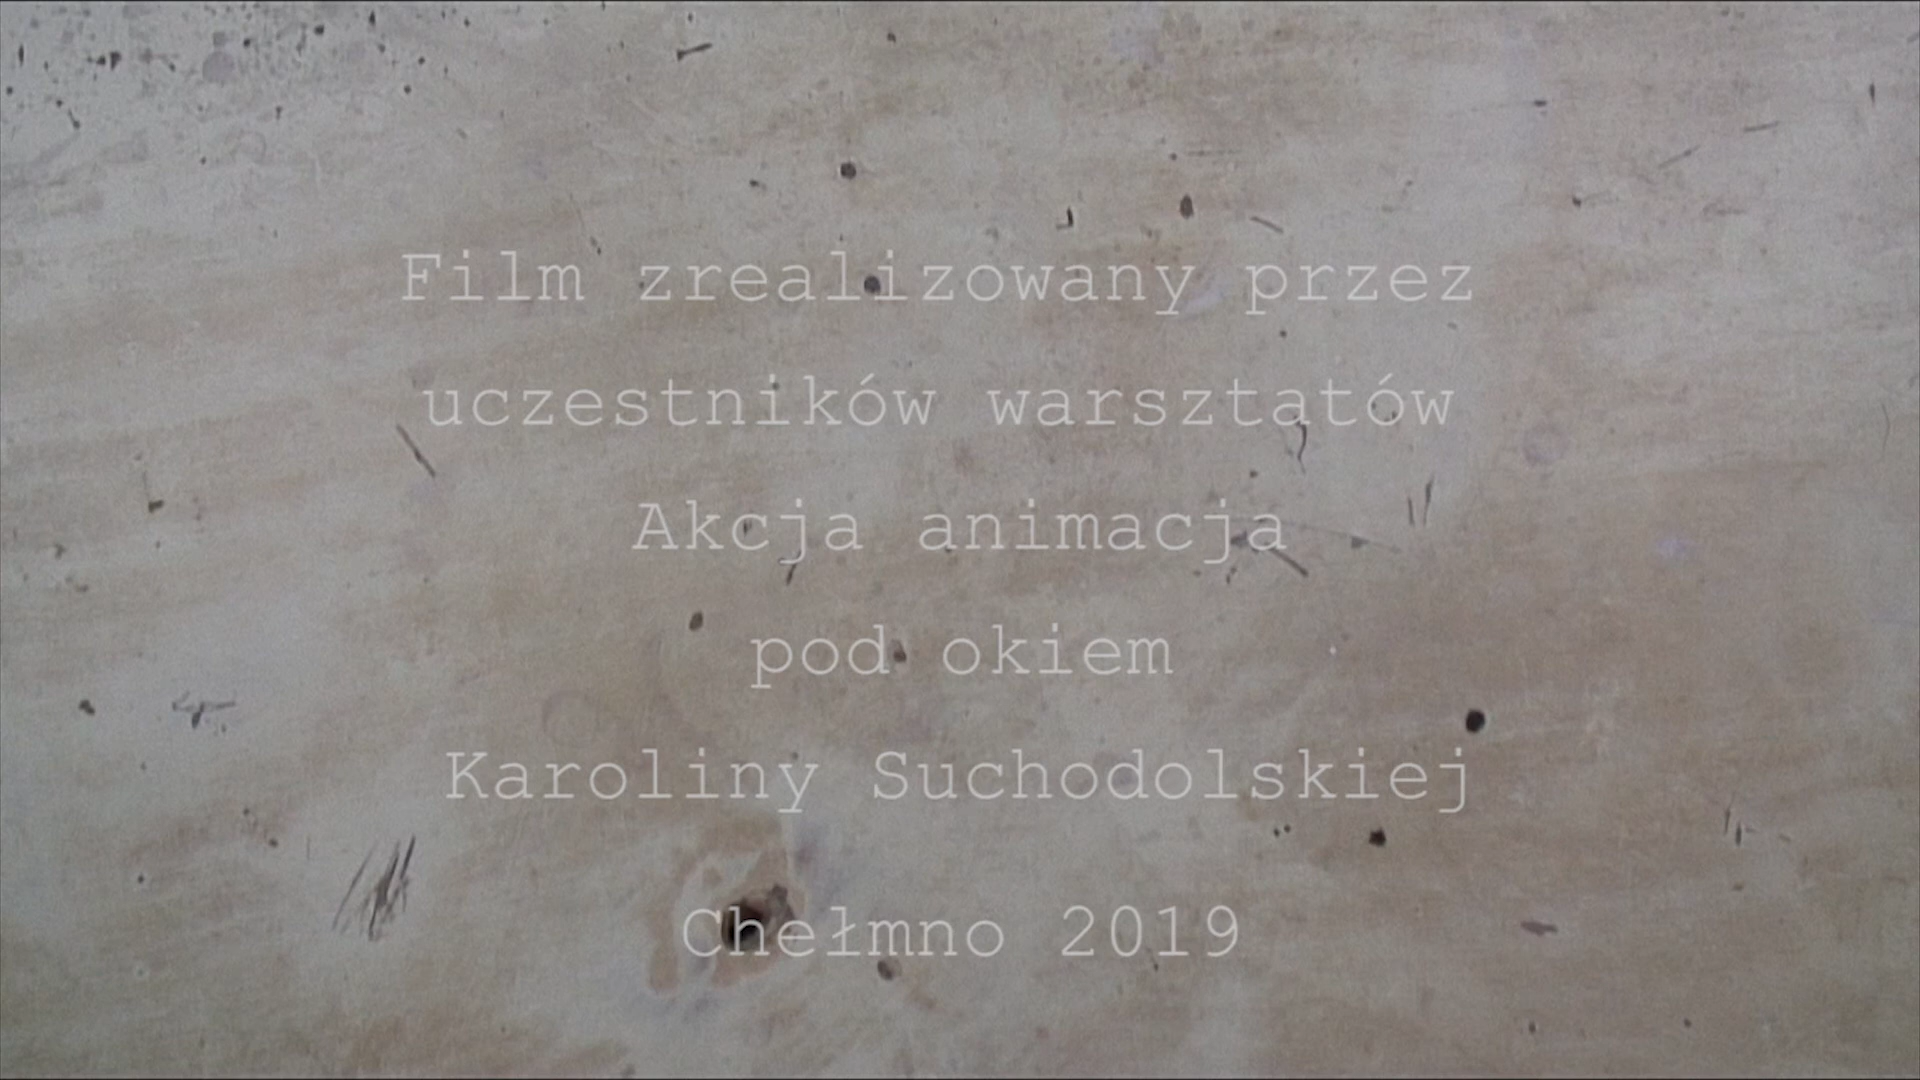 Film zrealizowany przez
uczestników warsztatów
Akcja animacja
pod okiem
Karoliny Suchodolskiej
Chełmno 2019